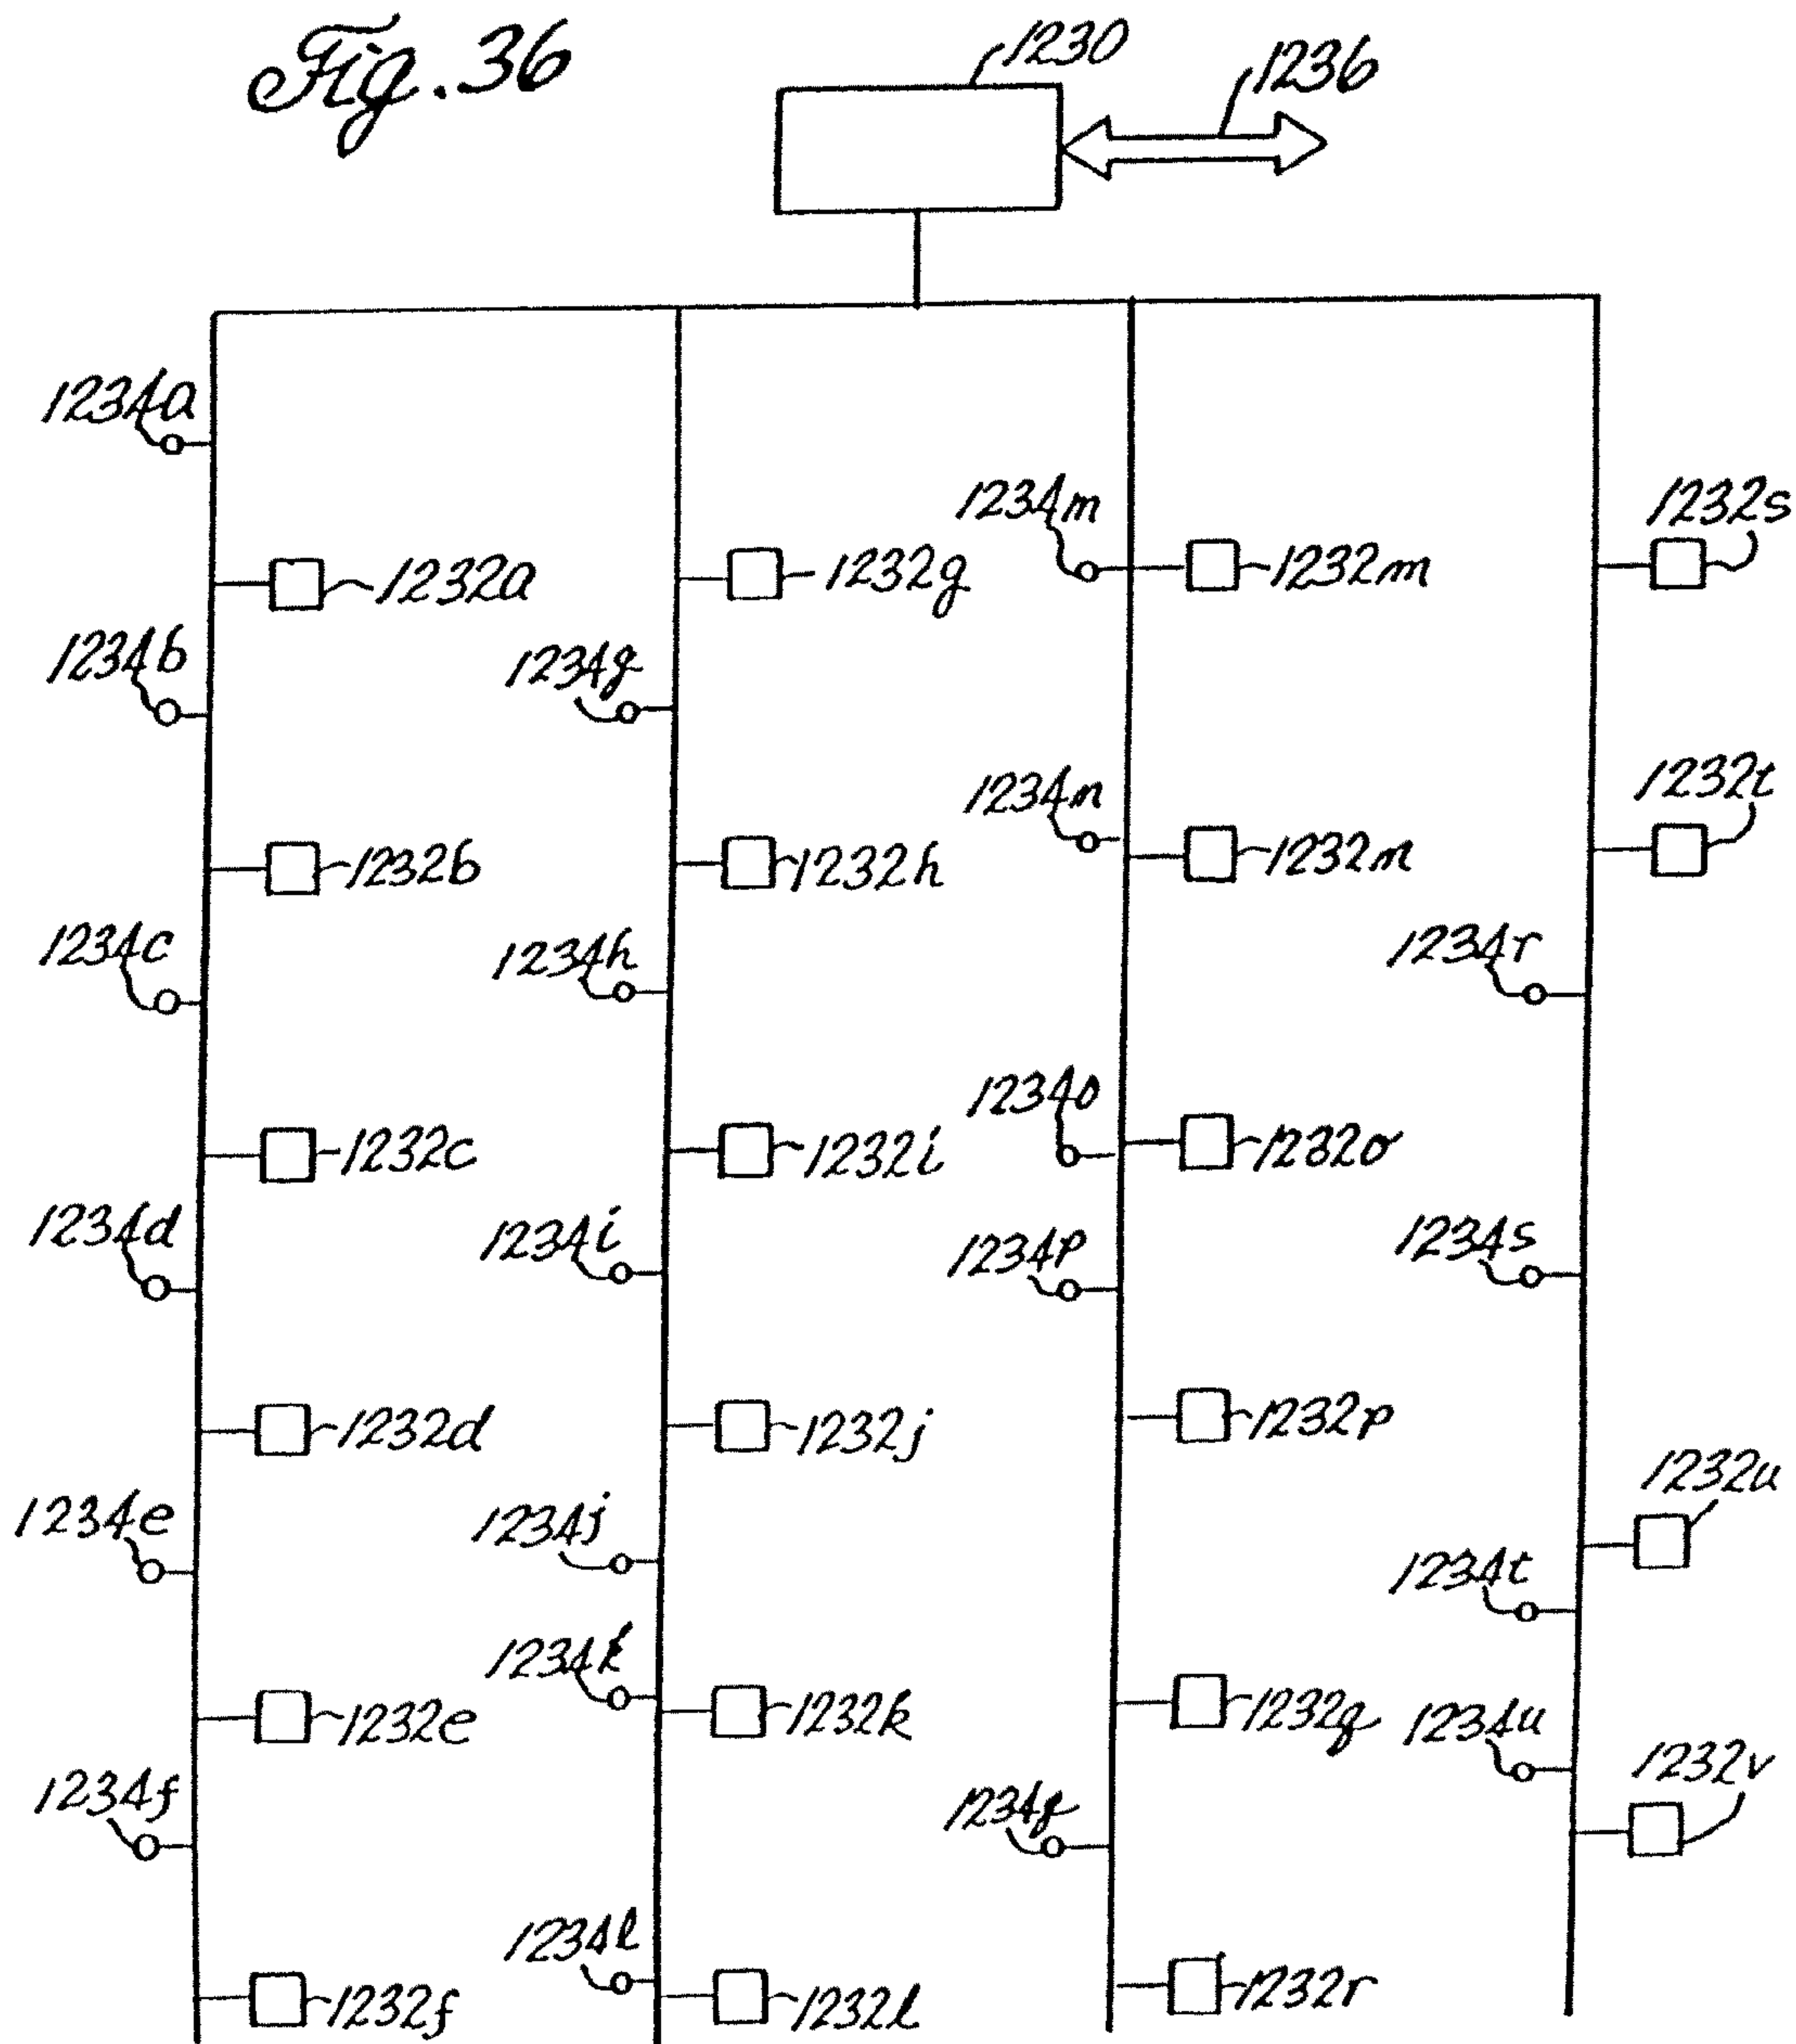 Fig. 36
1230
1236
1234a
1232a
1234b
1232b
1234c
1232c
1234d
1232d
1234e
1232e
1234f
1232f
1232g
1234g
1232h
1234h
1232i
1234i
1232j
1234j
1234k
1232k
1234l
1232l
1234m
1232m
1234n
1232n
1234o
1232o
1234p
1232p
1232q
1234q
1232r
1232s
1232t
1234r
1234s
1232u
1234t
1234u
1232v